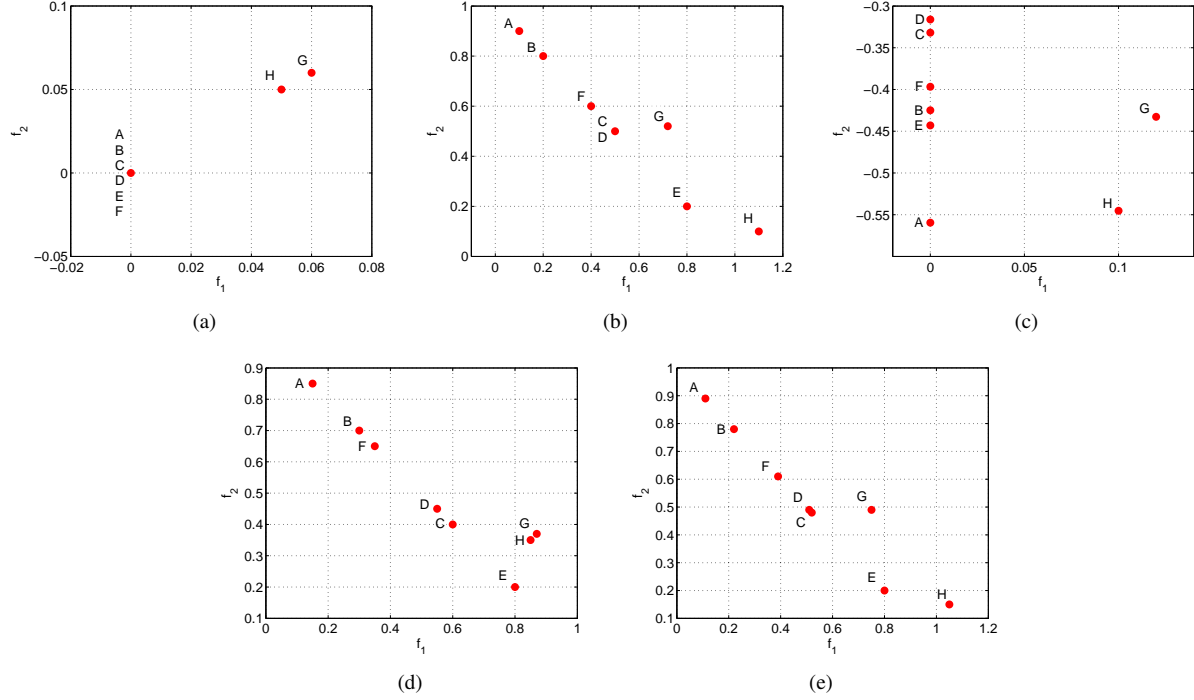 0.1
0.05
0
−0.05
f2
A
B
C
D
E
F
H
G
−0.02 0 0.02 0.04 0.06 0.08
f1
(a)
1
0.8
0.6
0.4
0.2
0
f2
A
B
F
C
D
G
E
H
0 0.2 0.4 0.6 0.8 1 1.2
f1
(b)
−0.3
−0.35
−0.4
−0.45
−0.5
−0.55
f2
D
C
F
B
E
A
G
H
0 0.05 0.1
f1
(c)
0.9
0.8
0.7
0.6
0.5
0.4
0.3
0.2
0.1
f2
A
B
F
D
C
G
H
E
0 0.2 0.4 0.6 0.8 1
f1
(d)
1
0.9
0.8
0.7
0.6
0.5
0.4
0.3
0.2
0.1
f2
A
B
F
D
C
G
E
H
0 0.2 0.4 0.6 0.8 1 1.2
f1
(e)